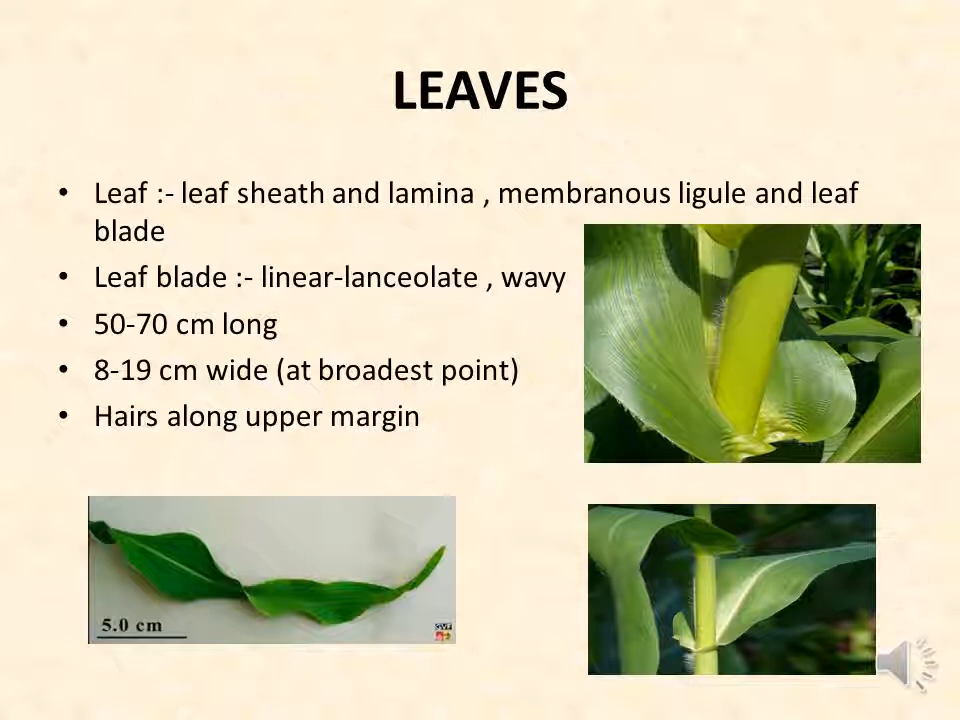 LEAVES
• Leaf :- leaf sheath and lamina , membranous ligule and leaf
blade
• Leaf blade :- linear-lanceolate , wavy
• 50-70 cm long
• 8-19 cm wide (at broadest point)
• Hairs along upper margin
5.0 cm
GVF